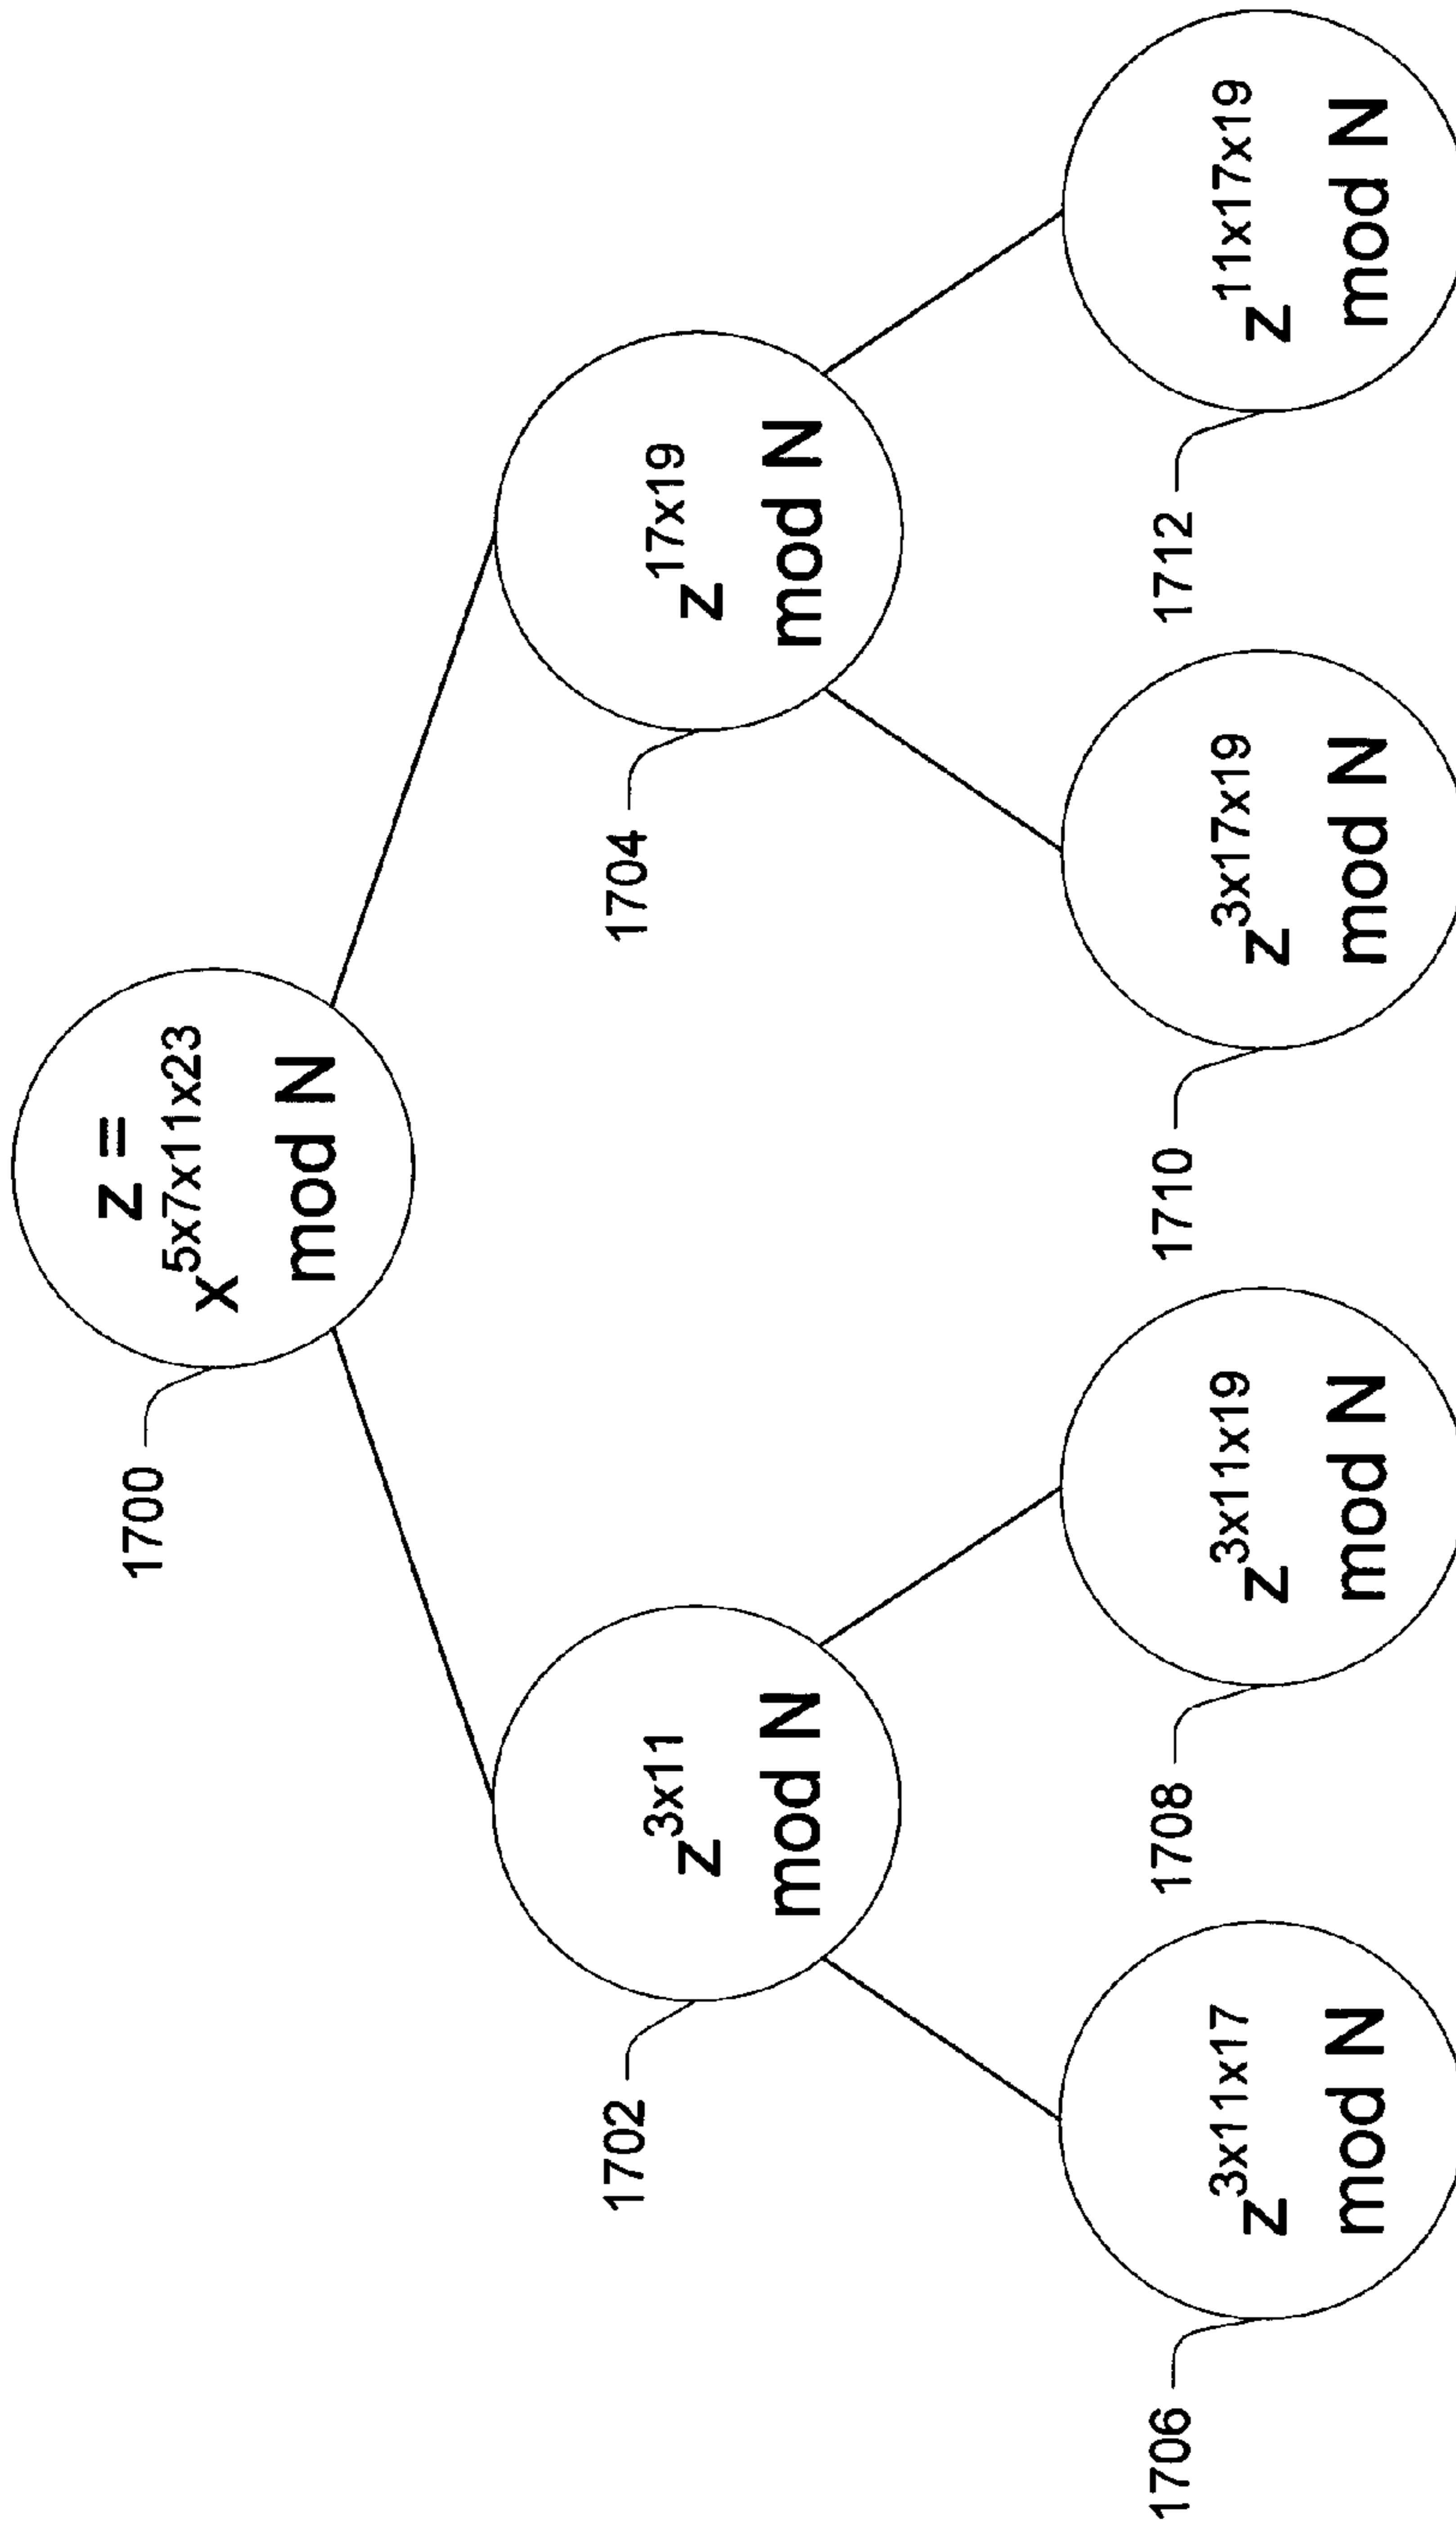 1700
z =
x^5x7x11x23
mod N
1702
z^3x11
mod N
1704
z^17x19
mod N
1706
z^3x11x17
mod N
1708
z^3x11x19
mod N
1710
z^3x17x19
mod N
1712
z^11x17x19
mod N